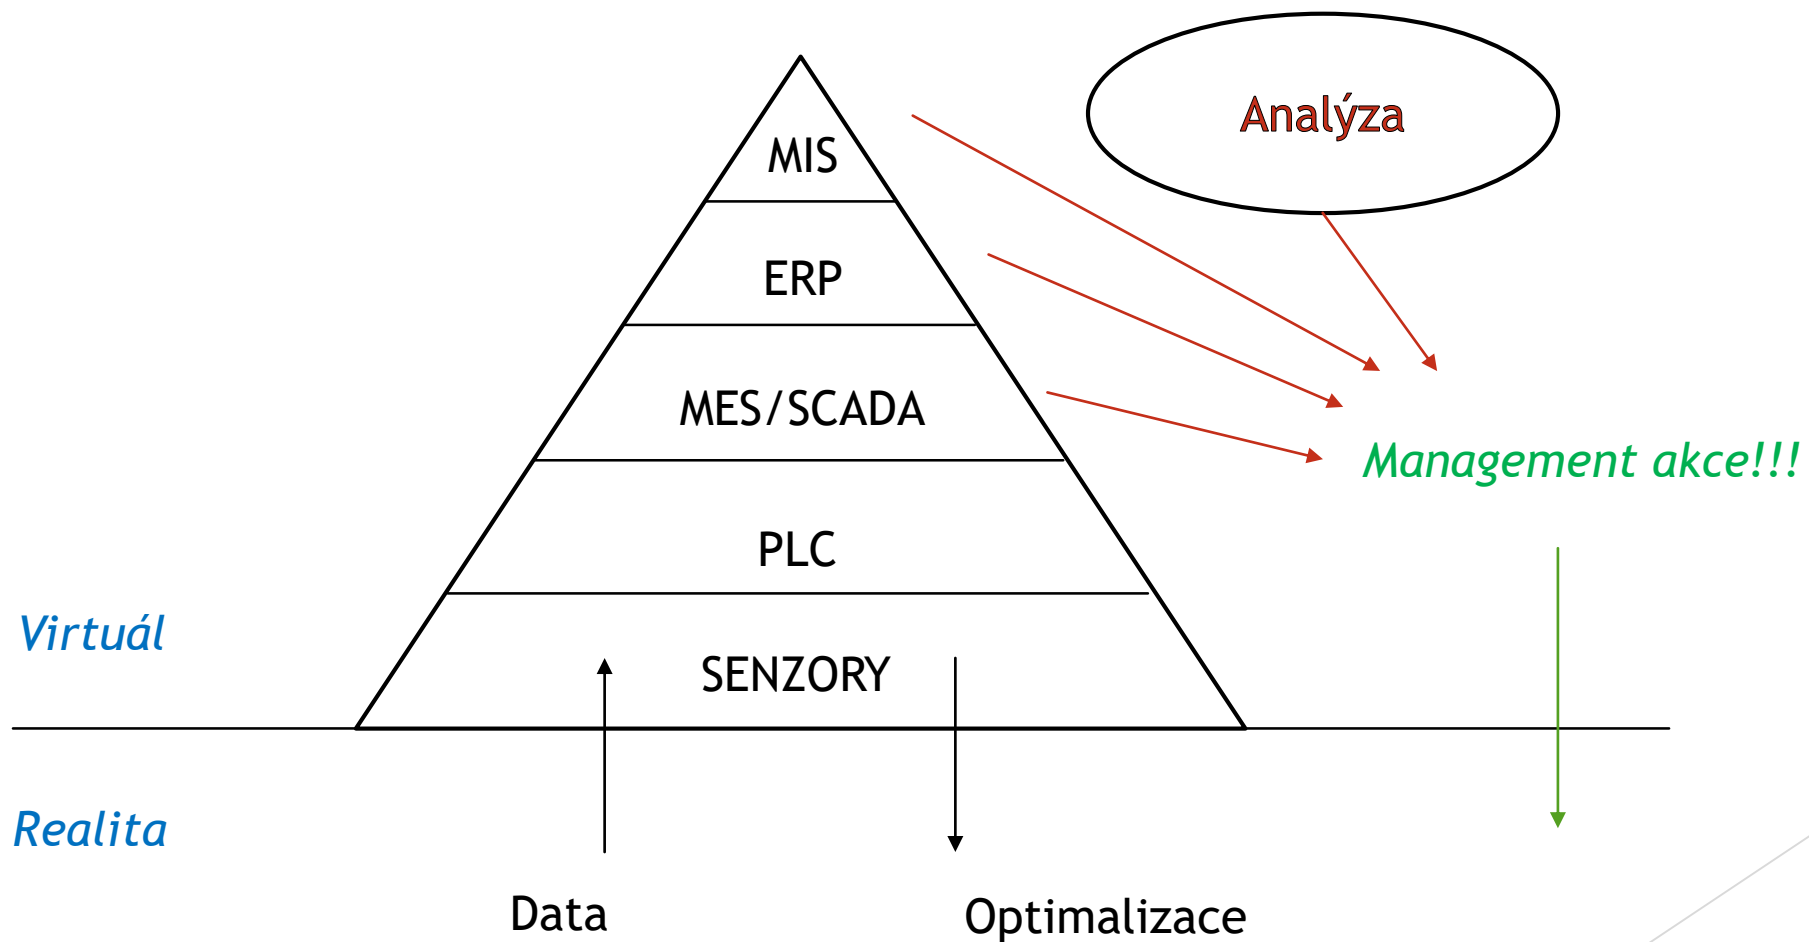 Analýza
MIS
ERP
MES/SCADA
Management akce!!!
PLC
Virtuál
SENZORY
Realita
Data
Optimalizace